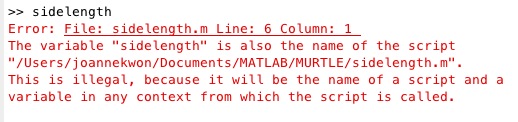 >> sidelength
Error: File: sidelength.m Line: 6 Column: 1
The variable "sidelength" is also the name of the script
"/Users/joannekwon/Documents/MATLAB/MURTLE/sidelength.m".
This is illegal, because it will be the name of a script and a
variable in any context from which the script is called.